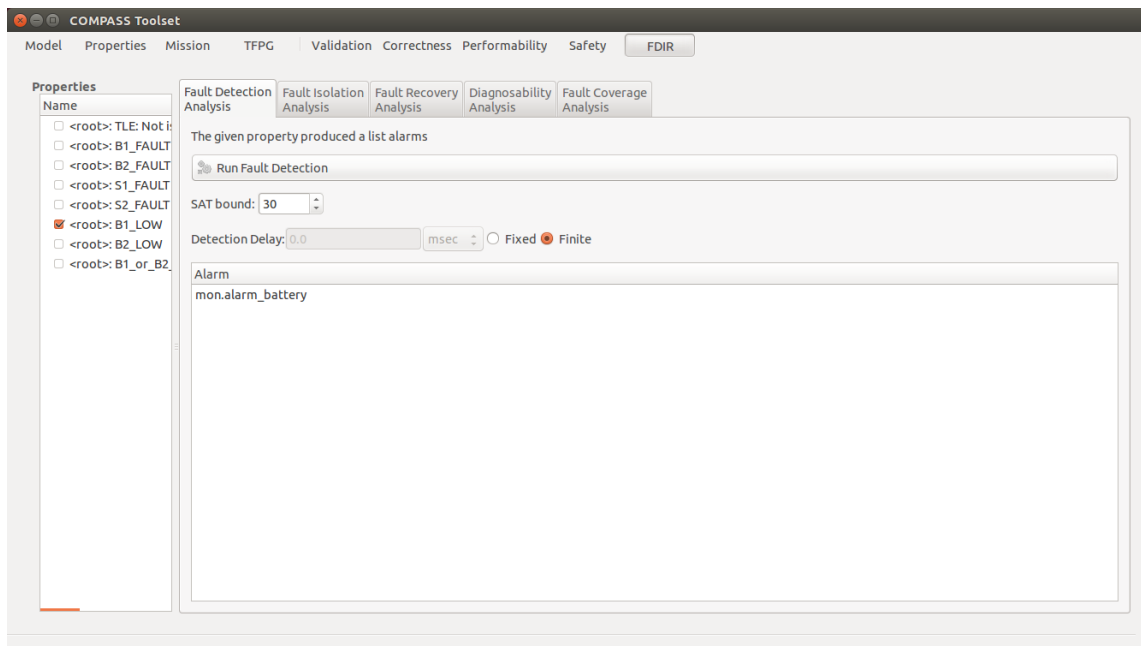 COMPASS Toolset
Model Properties Mission TFPG Validation Correctness Performability Safety FDIR
Properties
Name
<root>: TLE: Not is
<root>: B1_FAULT
<root>: B2_FAULT
<root>: S1_FAULT
<root>: S2_FAULT
<root>: B1_LOW
<root>: B2_LOW
<root>: B1_or_B2_
Fault Detection
Analysis
Fault Isolation
Analysis
Fault Recovery
Analysis
Diagnosability
Analysis
Fault Coverage
Analysis
The given property produced a list alarms
Run Fault Detection
SAT bound: 30
Detection Delay: 0.0 msec Fixed Finite
Alarm
mon.alarm_battery